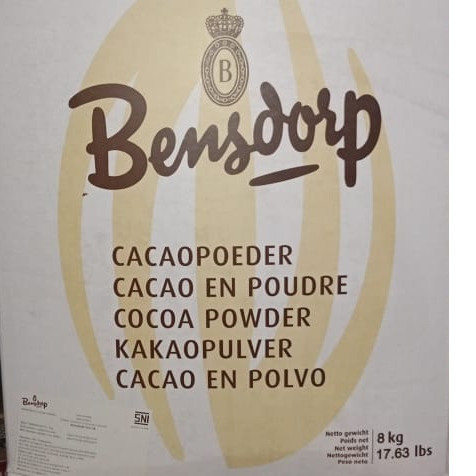 B
Bensdorp
CACAOPOEDER
CACAO EN POUDRE
COCOA POWDER
KAKAOPULVER
CACAO EN POLVO
Bensdorp
SNI
Netto gewicht
Poids net
Net weight
Nettogewicht
Peso neto
8 kg
17.63 lbs